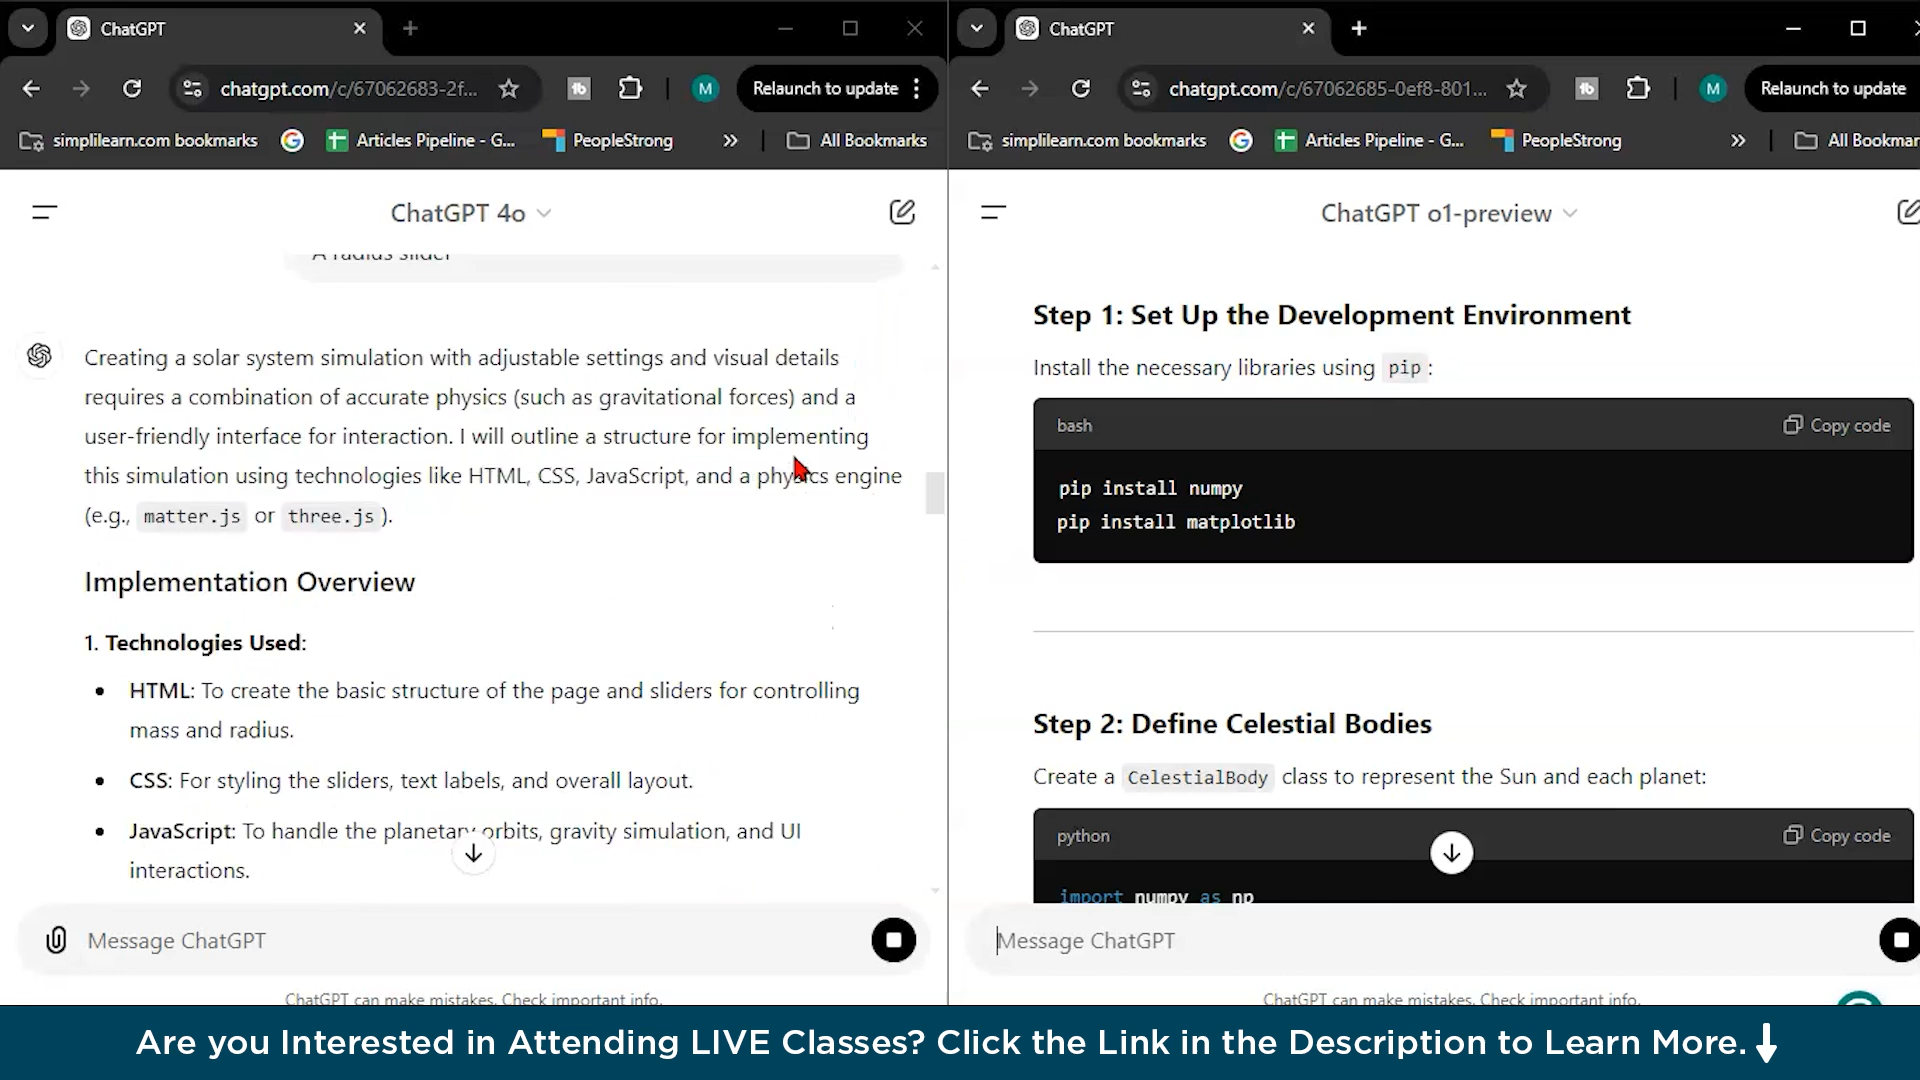 ChatGPT
chatgpt.com/c/67062683-2f...
Relaunch to update
simplilearn.com bookmarks
Articles Pipeline - G...
PeopleStrong
All Bookmarks
ChatGPT 4o
A radius slider
Creating a solar system simulation with adjustable settings and visual details
requires a combination of accurate physics (such as gravitational forces) and a
user-friendly interface for interaction. I will outline a structure for implementing
this simulation using technologies like HTML, CSS, JavaScript, and a physics engine
(e.g., matter.js or three.js ).
Implementation Overview
1. Technologies Used:
• HTML: To create the basic structure of the page and sliders for controlling
mass and radius.
• CSS: For styling the sliders, text labels, and overall layout.
• JavaScript: To handle the planetary orbits, gravity simulation, and UI
interactions.
Message ChatGPT
ChatGPT can make mistakes. Check important info.
ChatGPT
chatgpt.com/c/67062685-0ef8-801...
M
Relaunch to update
simplilearn.com bookmarks
Articles Pipeline - G...
PeopleStrong
All Bookmar
ChatGPT o1-preview
Step 1: Set Up the Development Environment
Install the necessary libraries using pip :
bash
Copy code
pip install numpy
pip install matplotlib
Step 2: Define Celestial Bodies
Create a CelestialBody class to represent the Sun and each planet:
python
Copy code
import numpy as np
Message ChatGPT
ChatGPT can make mistakes. Check important info.
Are you Interested in Attending LIVE Classes? Click the Link in the Description to Learn More.